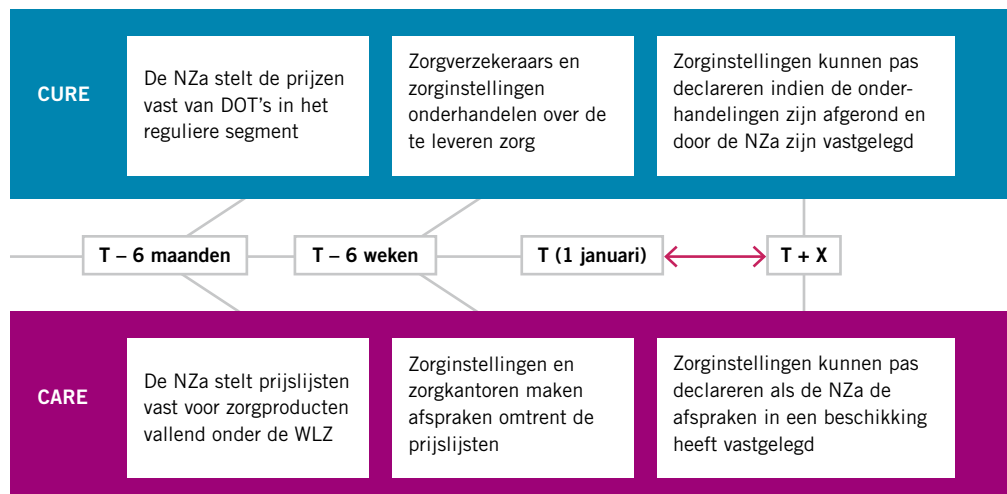 CURE
De NZa stelt de prijzen
vast van DOT's in het
reguliere segment
Zorgverzekeraars en
zorginstellingen
onderhandelen over de
te leveren zorg
Zorginstellingen kunnen pas
declareren indien de onder-
handelingen zijn afgerond en
door de NZa zijn vastgelegd
T – 6 maanden
T – 6 weken
T (1 januari)
T + X
CARE
De NZa stelt prijslijsten
vast voor zorgproducten
vallend onder de WLZ
Zorginstellingen en
zorgkantoren maken
afspraken omtrent de
prijslijsten
Zorginstellingen kunnen pas
declareren als de NZa de
afspraken in een beschikking
heeft vastgelegd